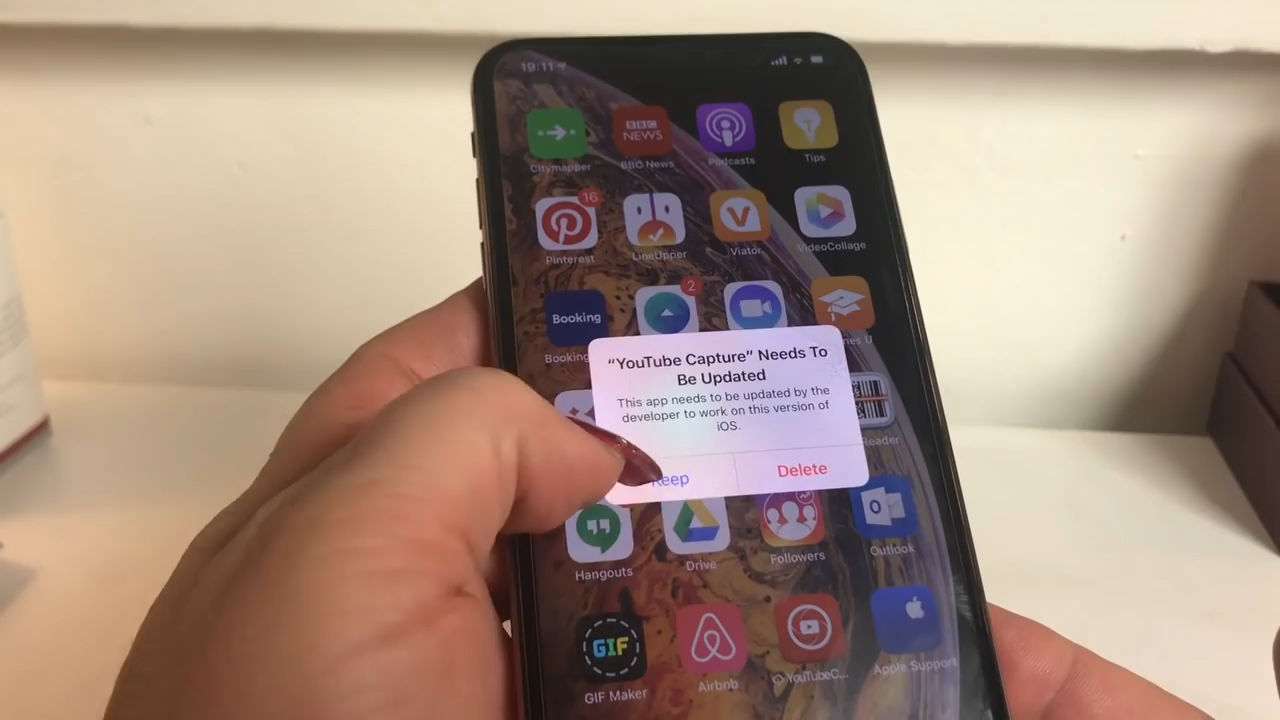 19:11
Citymapper
BBC
NEWS
BBC News
Podcasts
Tips
16
Pinterest
LineUpper
Viator
VideoCollage
Booking
2
Booking
nes U
"YouTube Capture" Needs To
Be Updated
This app needs to be updated by the
developer to work on this version of
iOS.
Keep
Delete
Reader
Hangouts
Drive
Followers
Outlook
GIF
GIF Maker
Airbnb
YouTubeC...
Apple Support